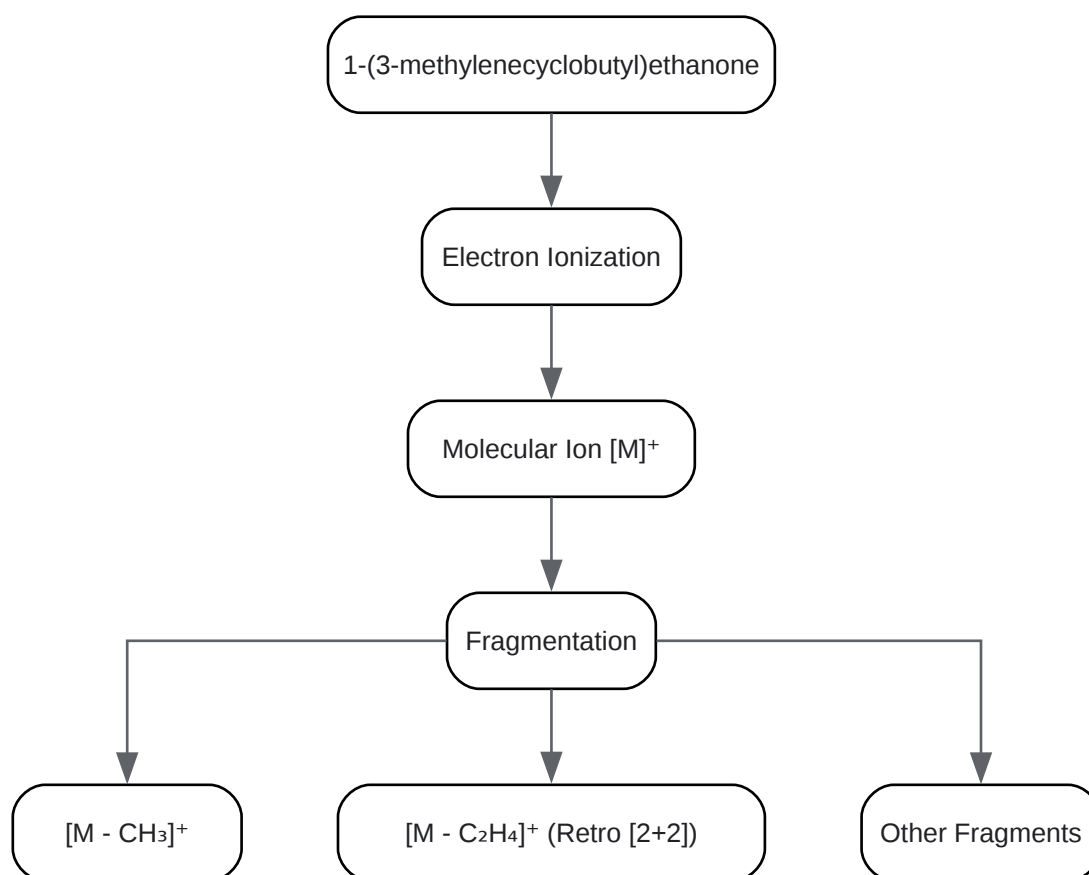 1-(3-methylenecyclobutyl)ethanone
Electron Ionization
Molecular Ion [M]⁺
Fragmentation
[M - CH₃]⁺
[M - C₂H₄]⁺ (Retro [2+2])
Other Fragments